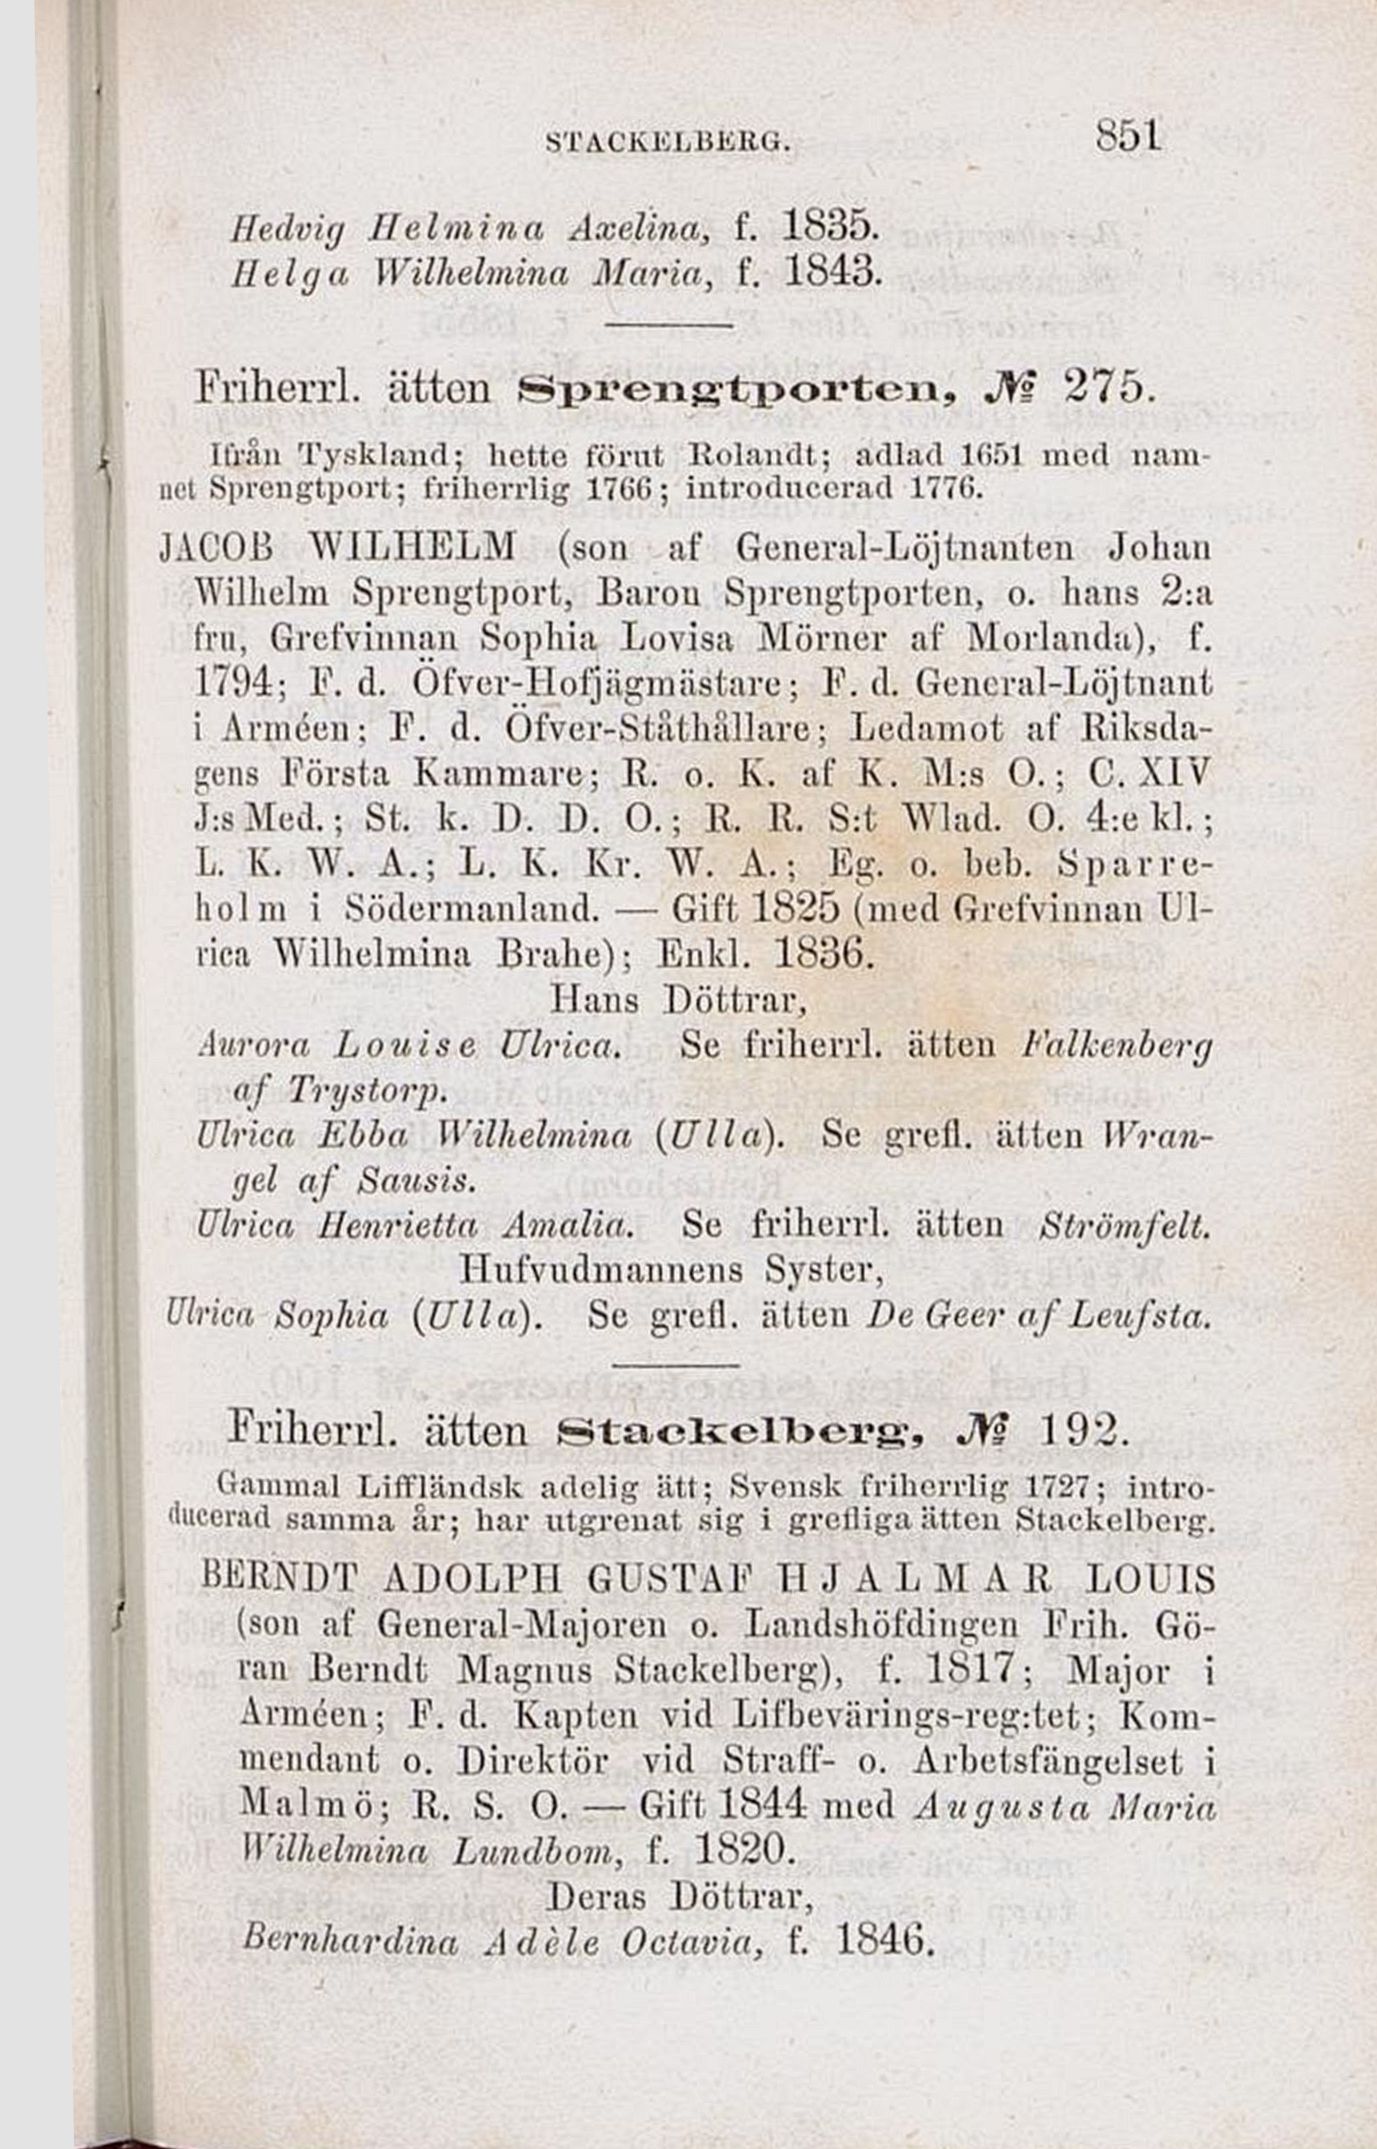 STACKELBERG. 851
Hedvig Helmina Axelina, f. 1835.
Helga Wilhelmina Maria, f. 1843.
Friherrl. ätten Sprengtporten, № 275.
Ifrån Tyskland; hette förut Rolandt; adlad 1651 med nam-
net Sprengtport; friherrlig 1766; introducerad 1776.
JACOB WILHELM (son af General-Löjtnanten Johan
Wilhelm Sprengtport, Baron Sprengtporten, o. hans 2:a
fru, Grefvinnan Sophia Lovisa Mörner af Morlanda), f.
1794; F. d. Öfver-Hofjägmästare; F. d. General-Löjtnant
i Arméen; F. d. Öfver-Ståthållare; Ledamot af Riksda-
gens Första Kammare; R. o. K. af K. M:s O.; C. XIV
J:s Med.; St. k. D. D. O.; R. R. S:t Wlad. O. 4:e kl.;
L. K. W. A.; L. K. Kr. W. A.; Eg. o. beb. Sparre-
holm i Södermanland. — Gift 1825 (med Grefvinnan Ul-
rica Wilhelmina Brahe); Enkl. 1836.
Hans Döttrar,
Aurora Louise Ulrica. Se friherrl. ätten Falkenberg
af Trystorp.
Ulrica Ebba Wilhelmina (Ulla). Se grefl. ätten Wran-
gel af Sausis.
Ulrica Henrietta Amalia. Se friherrl. ätten Strömfelt.
Hufvudmannens Syster,
Ulrica Sophia (Ulla). Se grefl. ätten De Geer af Leufsta.
Friherrl. ätten Stackelberg, № 192.
Gammal Liffländsk adelig ätt; Svensk friherrlig 1727; intro-
ducerad samma år; har utgrenat sig i grefliga ätten Stackelberg.
BERNDT ADOLPH GUSTAF HJALMAR LOUIS
(son af General-Majoren o. Landshöfdingen Frih. Gö-
ran Berndt Magnus Stackelberg), f. 1817; Major i
Arméen; F. d. Kapten vid Lifbevärings-reg:tet; Kom-
mendant o. Direktör vid Straff- o. Arbetsfängelset i
Malmö; R. S. O. — Gift 1844 med Augusta Maria
Wilhelmina Lundbom, f. 1820.
Deras Döttrar,
Bernhardina Adèle Octavia, f. 1846.